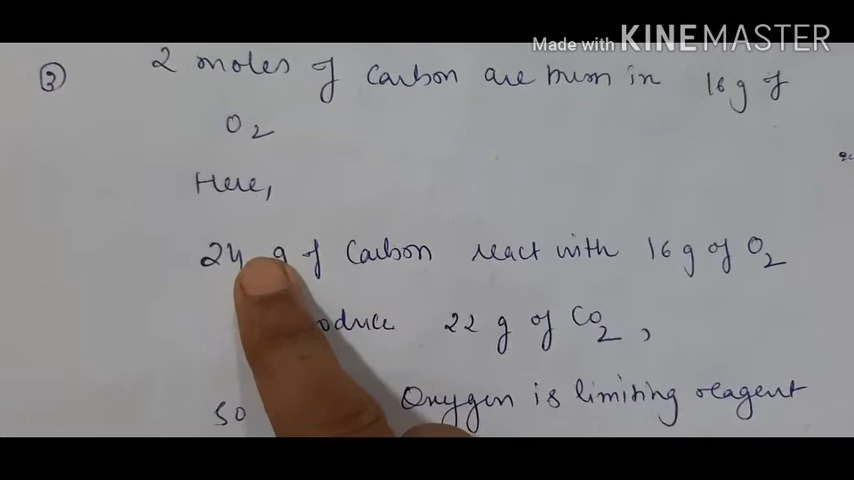 Made with KINEMASTER
③ 2 moles of Carbon are burn in 16 g of
O2
Here,
24 g of Carbon react with 16 g of O2
oduce 22 g of CO2,
so Oxygen is limiting reagent